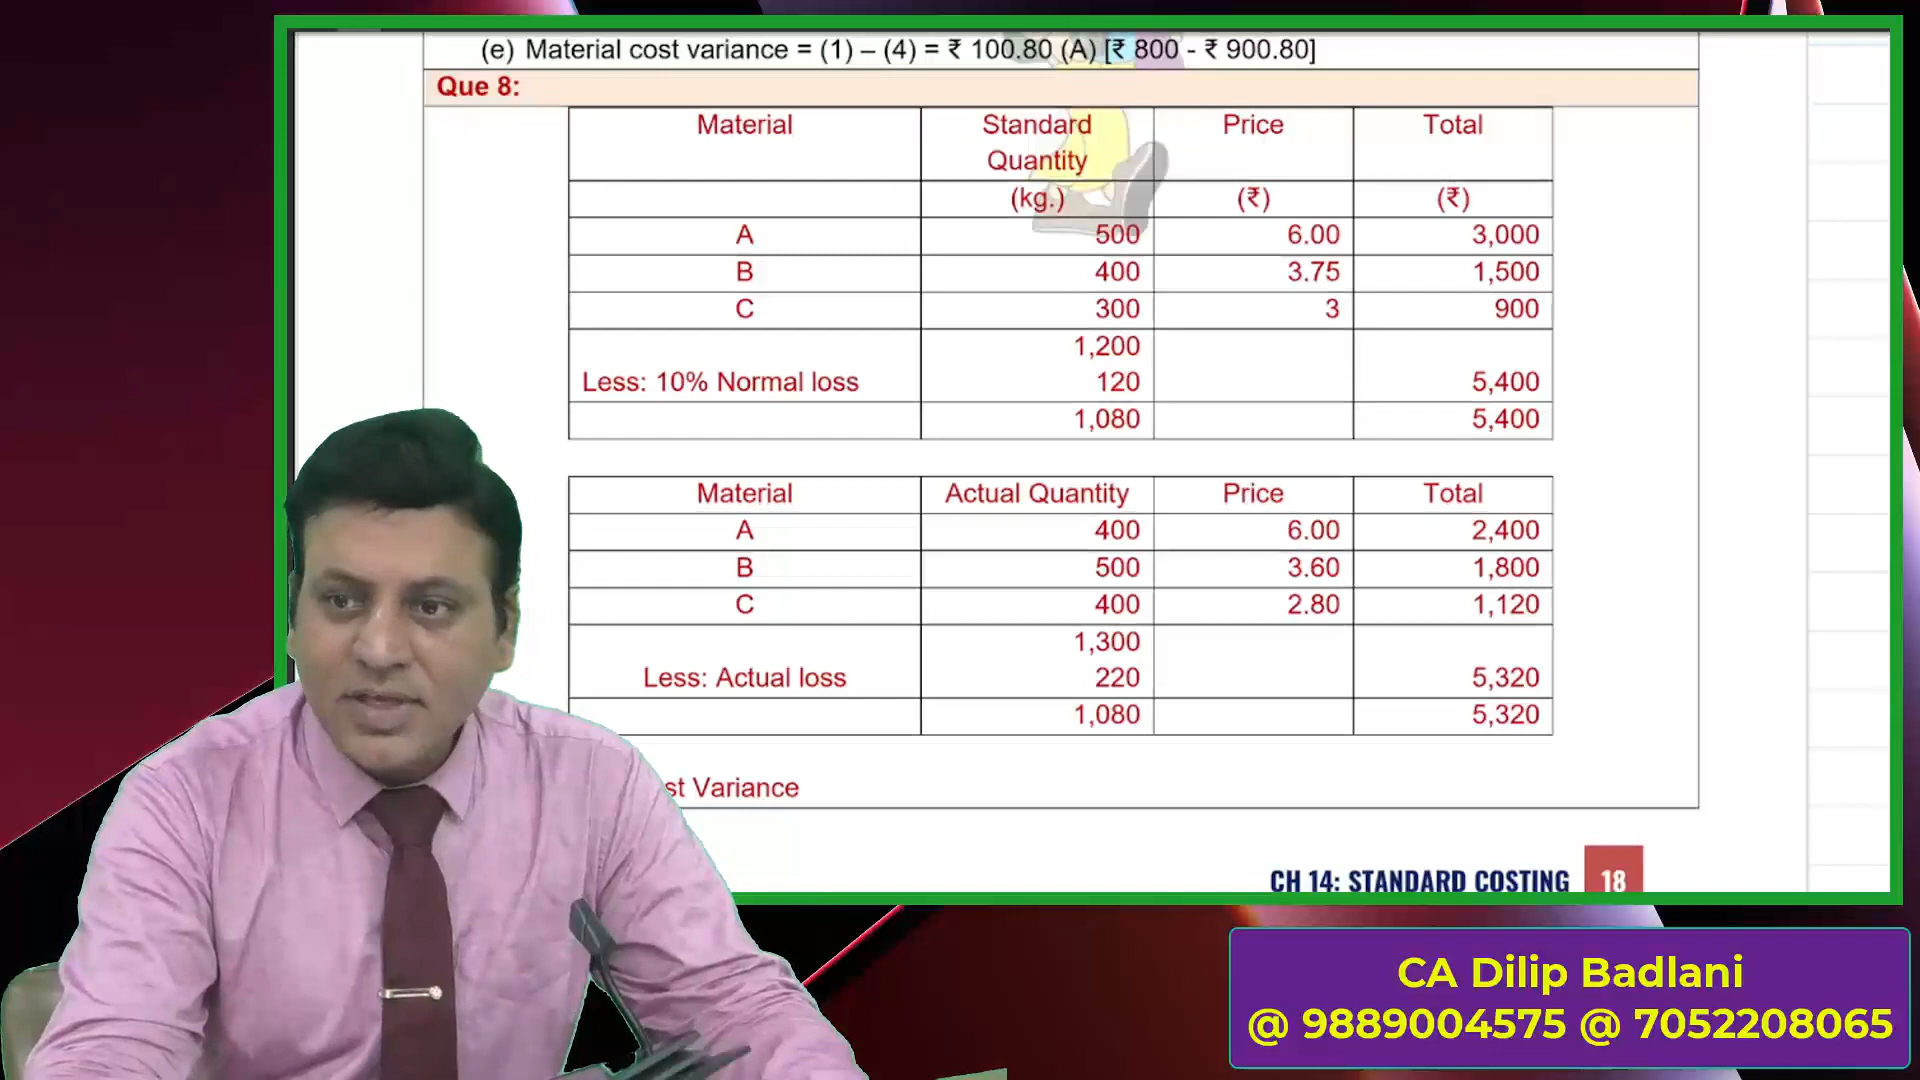 (e) Material cost variance = (1) – (4) = ₹ 100.80 (A) [₹ 800 - ₹ 900.80]
Que 8:
Material Standard Quantity Price Total
(kg.) (₹) (₹)
A 500 6.00 3,000
B 400 3.75 1,500
C 300 3 900
1,200
Less: 10% Normal loss 120 5,400
1,080 5,400
Material Actual Quantity Price Total
A 400 6.00 2,400
B 500 3.60 1,800
C 400 2.80 1,120
1,300
Less: Actual loss 220 5,320
1,080 5,320
Variance
CH 14: STANDARD COSTING 18
CA Dilip Badlani
@ 9889004575 @ 7052208065